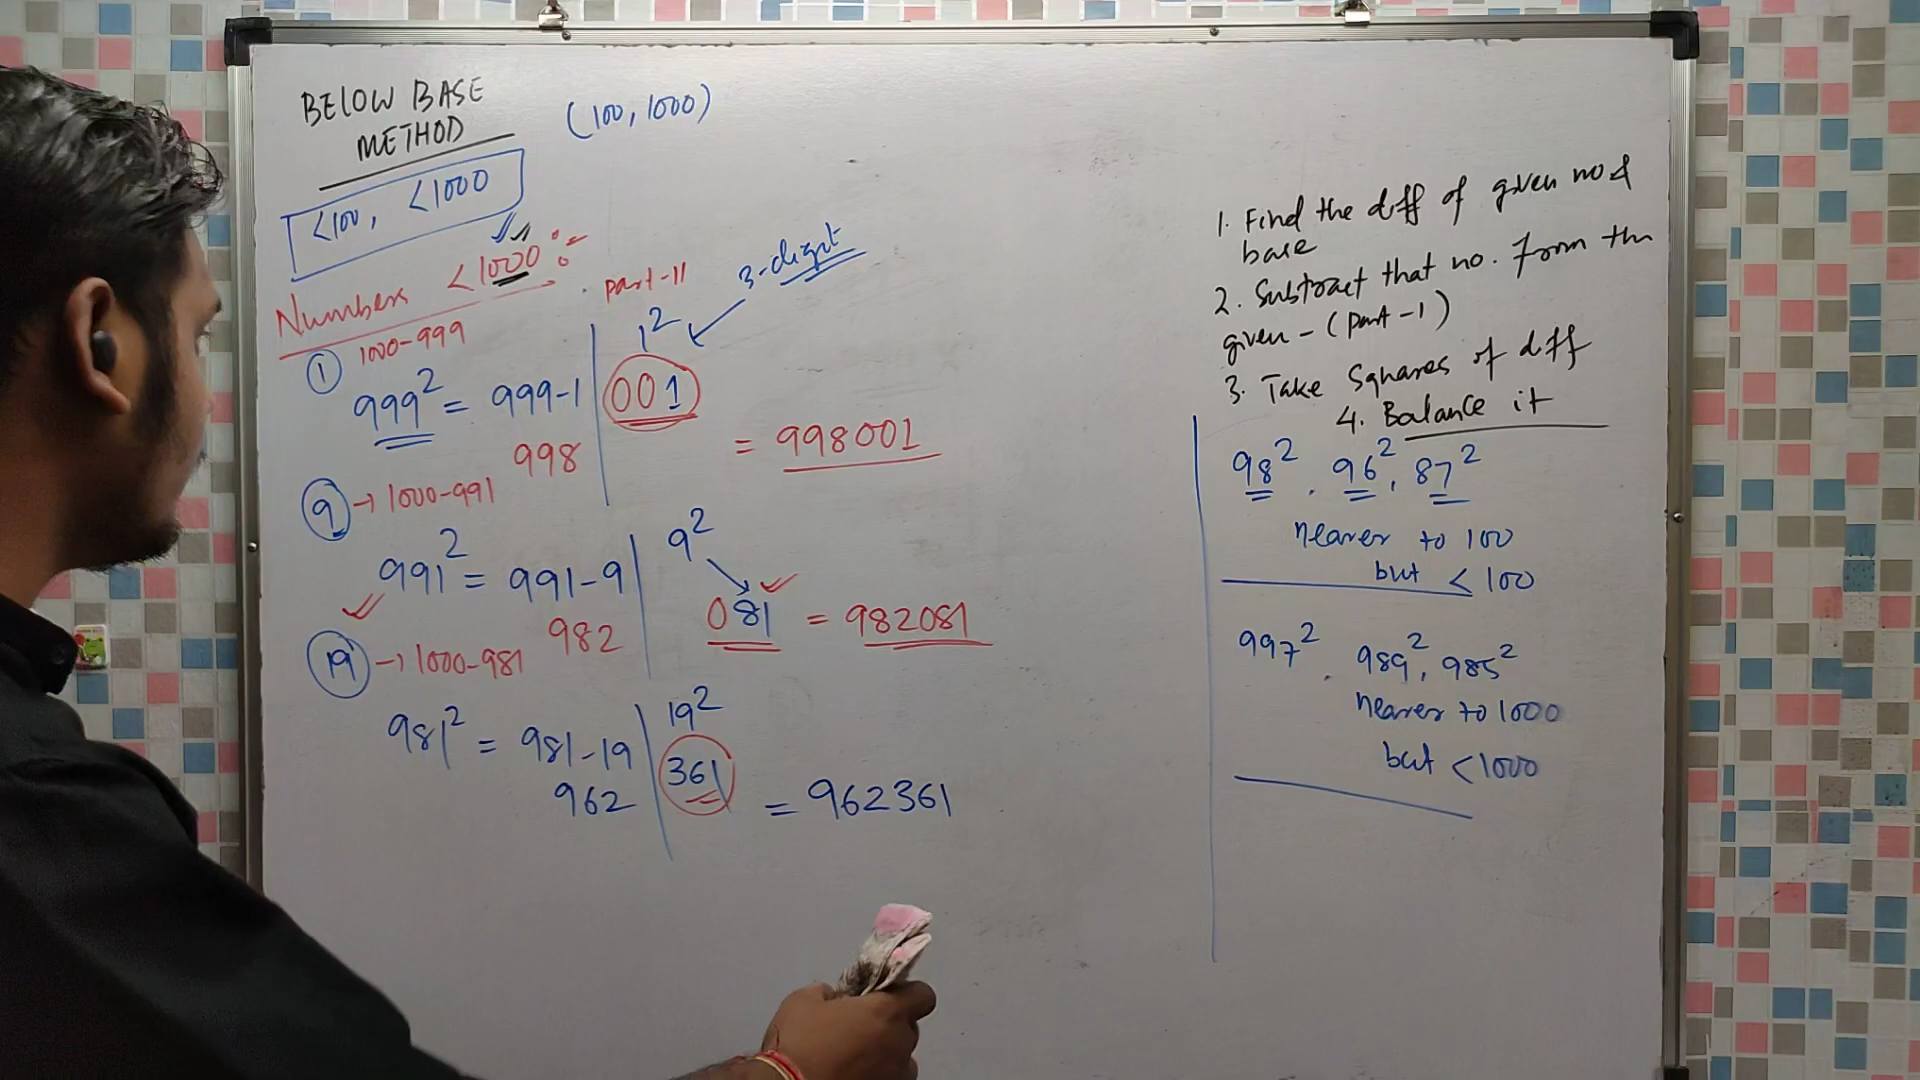 BELOW BASE
METHOD
(100, 1000)
<100, <1000
Numbers <1000 :
① 1000-999
part-11
1²
3-digit
999² = 999-1 | 001
998
= 998001
⑨ → 1000-991
9²
991² = 991-9
982
081 = 982081
⑲ → 1000-981
19²
981² = 981-19 | 361
962
= 962361
1. Find the diff of given no &
base
2. Subtract that no. from the
given - (part-1)
3. Take Squares of diff
4. Balance it
98², 96², 87²
nearer to 100
but < 100
997², 989², 985²
nearer to 1000
but <1000